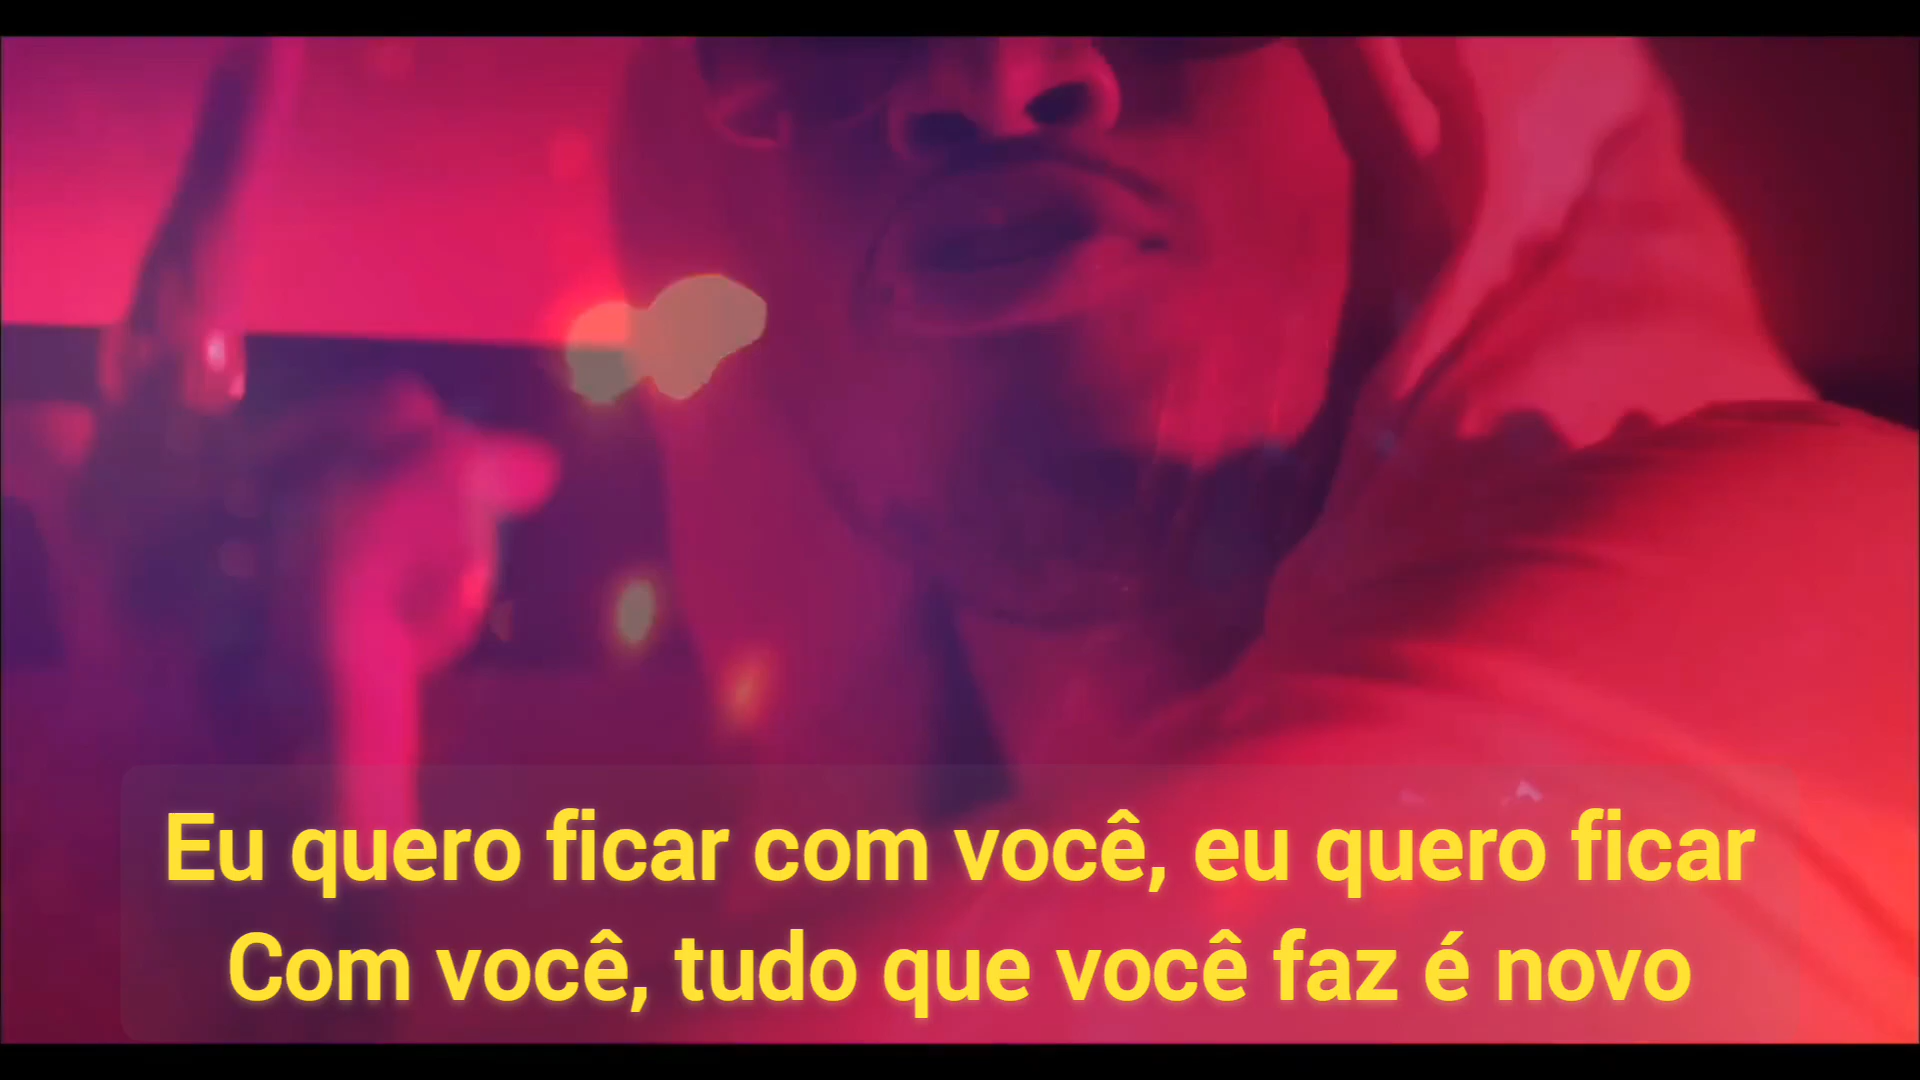 Eu quero ficar com você, eu quero ficar
Com você, tudo que você faz é novo